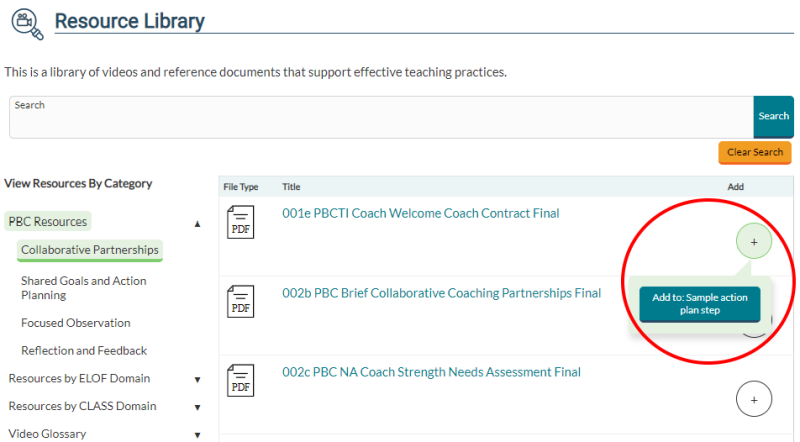 Resource Library
This is a library of videos and reference documents that support effective teaching practices.
Search
Search
Clear Search
View Resources By Category
PBC Resources ▲
Collaborative Partnerships
Shared Goals and Action
Planning
Focused Observation
Reflection and Feedback
Resources by ELOF Domain ▼
Resources by CLASS Domain ▼
Video Glossary ▼
File Type Title Add
PDF 001e PBCTI Coach Welcome Coach Contract Final +
PDF 002b PBC Brief Collaborative Coaching Partnerships Final
Add to: Sample action
plan step
PDF 002c PBC NA Coach Strength Needs Assessment Final +